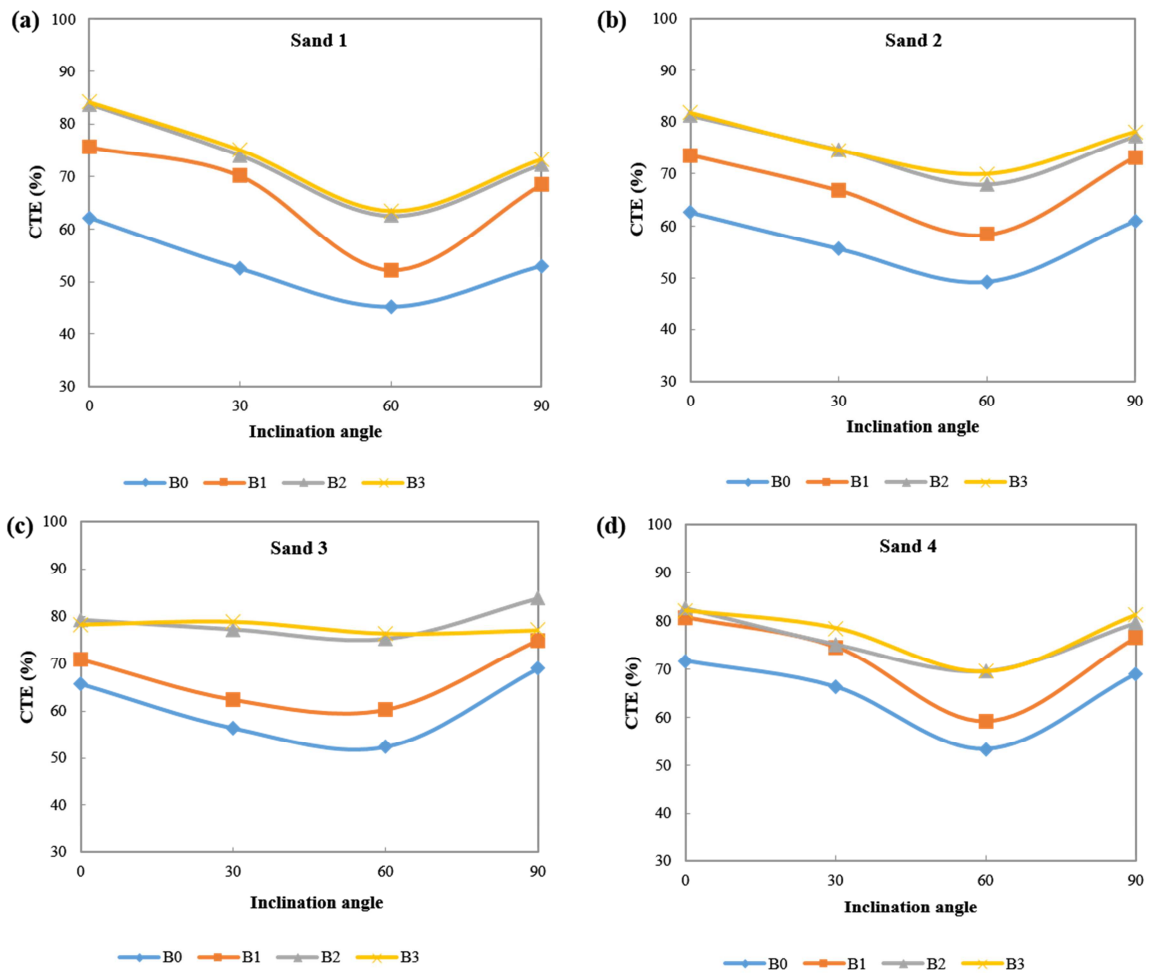 (a)
Sand 1
CTE (%)
100
90
80
70
60
50
40
30
0 30 60 90
Inclination angle
B0 B1 B2 B3
(b)
Sand 2
CTE (%)
100
90
80
70
60
50
40
30
0 30 60 90
Inclination angle
B0 B1 B2 B3
(c)
Sand 3
CTE (%)
100
90
80
70
60
50
40
30
0 30 60 90
Inclination angle
B0 B1 B2 B3
(d)
Sand 4
CTE (%)
100
90
80
70
60
50
40
30
0 30 60 90
Inclination angle
B0 B1 B2 B3